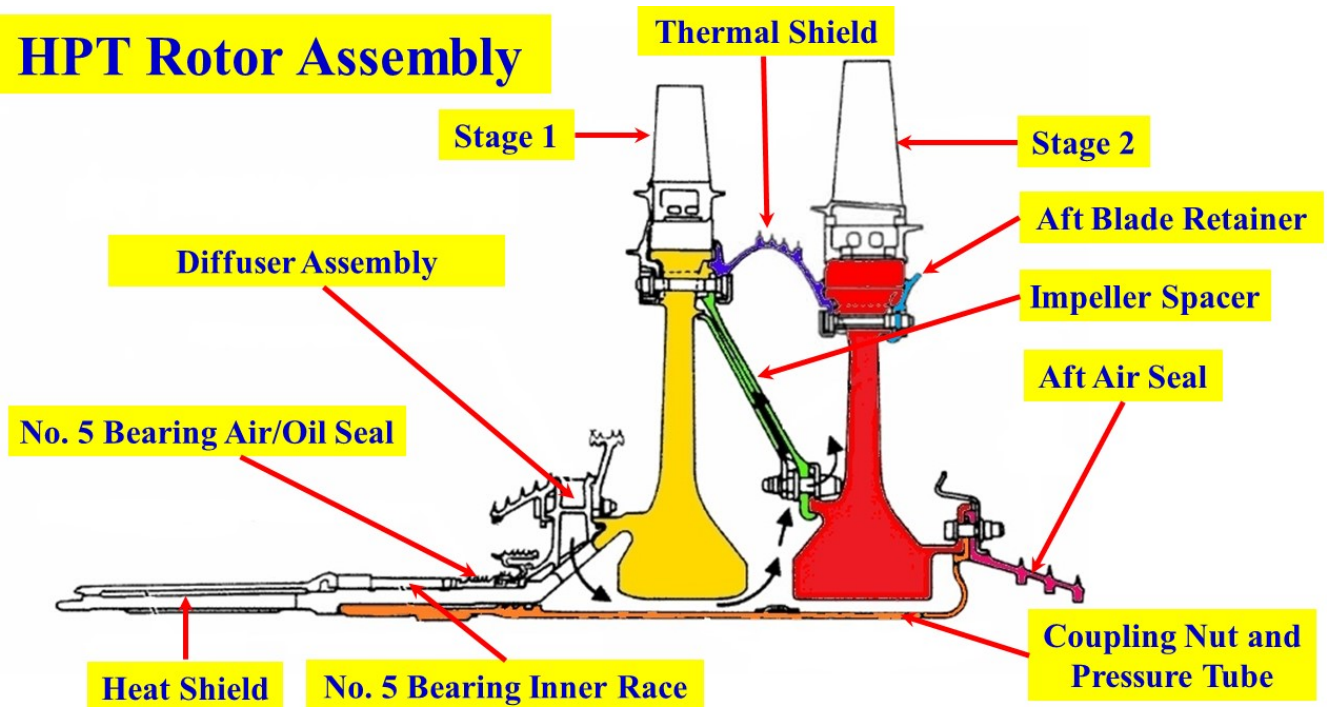 HPT Rotor Assembly
Thermal Shield
Stage 1
Stage 2
Aft Blade Retainer
Diffuser Assembly
Impeller Spacer
Aft Air Seal
No. 5 Bearing Air/Oil Seal
Coupling Nut and
Pressure Tube
Heat Shield
No. 5 Bearing Inner Race